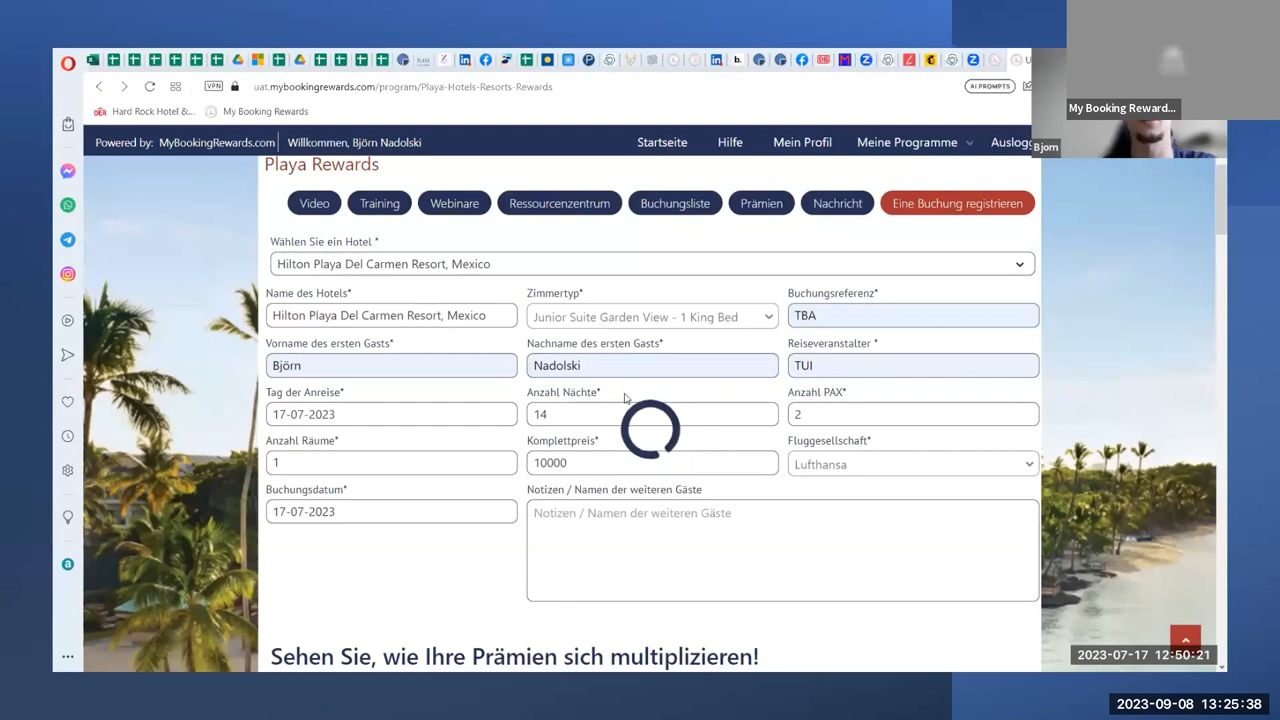 VPN
uat.mybookingrewards.com/program/Playa-Hotels-Resorts-Rewards
AI PROMPTS
My Booking Reward...
DER Hard Rock Hotel &...
My Booking Rewards
Bjorn
Powered by: MyBookingRewards.com
Willkommen, Björn Nadolski
Startseite
Hilfe
Mein Profil
Meine Programme
Auslogg
Playa Rewards
Video
Training
Webinare
Ressourcenzentrum
Buchungsliste
Prämien
Nachricht
Eine Buchung registrieren
Wählen Sie ein Hotel *
Hilton Playa Del Carmen Resort, Mexico
Name des Hotels*
Zimmertyp*
Buchungsreferenz*
Hilton Playa Del Carmen Resort, Mexico
Junior Suite Garden View - 1 King Bed
TBA
Vorname des ersten Gasts*
Nachname des ersten Gasts*
Reiseveranstalter *
Björn
Nadolski
TUI
Tag der Anreise*
Anzahl Nächte*
Anzahl PAX*
17-07-2023
14
2
Anzahl Räume*
Komplettpreis*
Fluggesellschaft*
1
10000
Lufthansa
Buchungsdatum*
Notizen / Namen der weiteren Gäste
17-07-2023
Notizen / Namen der weiteren Gäste
Sehen Sie, wie Ihre Prämien sich multiplizieren!
2023-07-17 12:50:21
2023-09-08 13:25:38